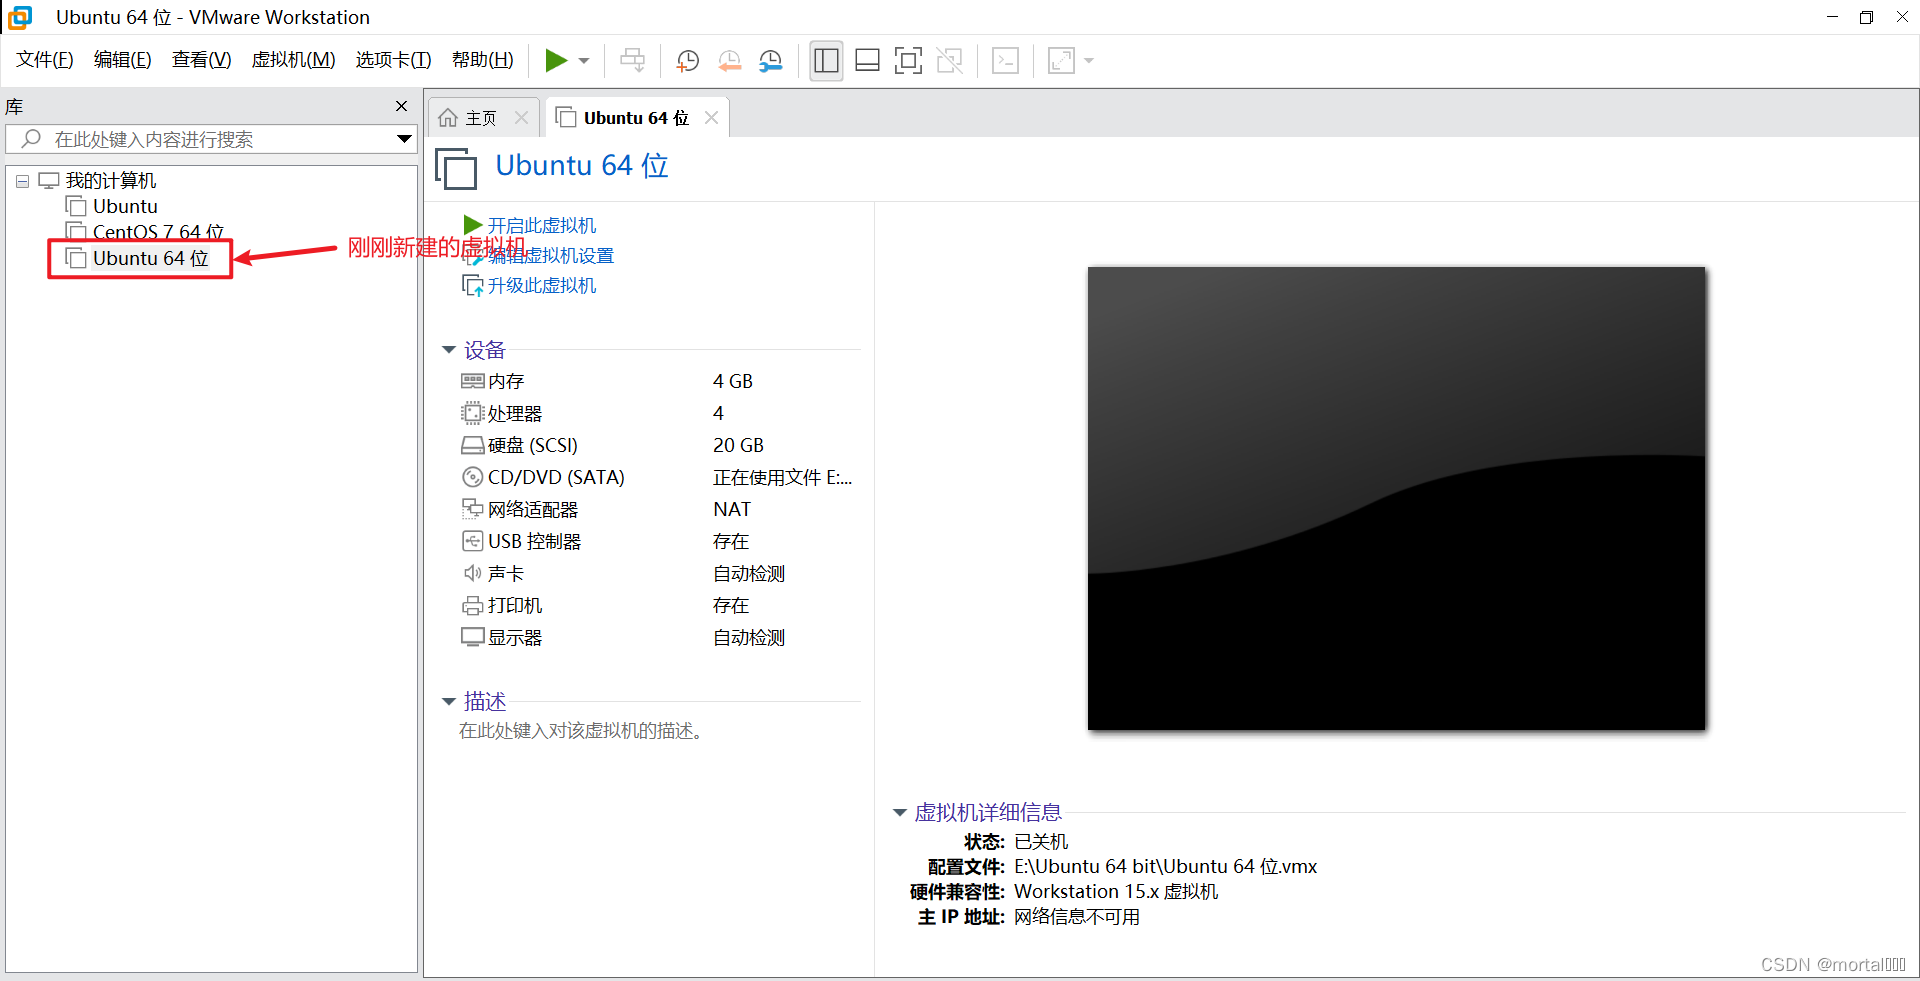 Ubuntu 64 位 - VMware Workstation
文件(F) 编辑(E) 查看(V) 虚拟机(M) 选项卡(T) 帮助(H)
库
在此处键入内容进行搜索
我的计算机
Ubuntu
CentOS 7 64 位
Ubuntu 64 位
刚刚新建的虚拟机
主页
Ubuntu 64 位
Ubuntu 64 位
开启此虚拟机
编辑虚拟机设置
升级此虚拟机
设备
内存 4 GB
处理器 4
硬盘 (SCSI) 20 GB
CD/DVD (SATA) 正在使用文件 E:...
网络适配器 NAT
USB 控制器 存在
声卡 自动检测
打印机 存在
显示器 自动检测
描述
在此处键入对该虚拟机的描述。
虚拟机详细信息
状态: 已关机
配置文件: E:\Ubuntu 64 bit\Ubuntu 64 位.vmx
硬件兼容性: Workstation 15.x 虚拟机
主 IP 地址: 网络信息不可用
CSDN @mortal